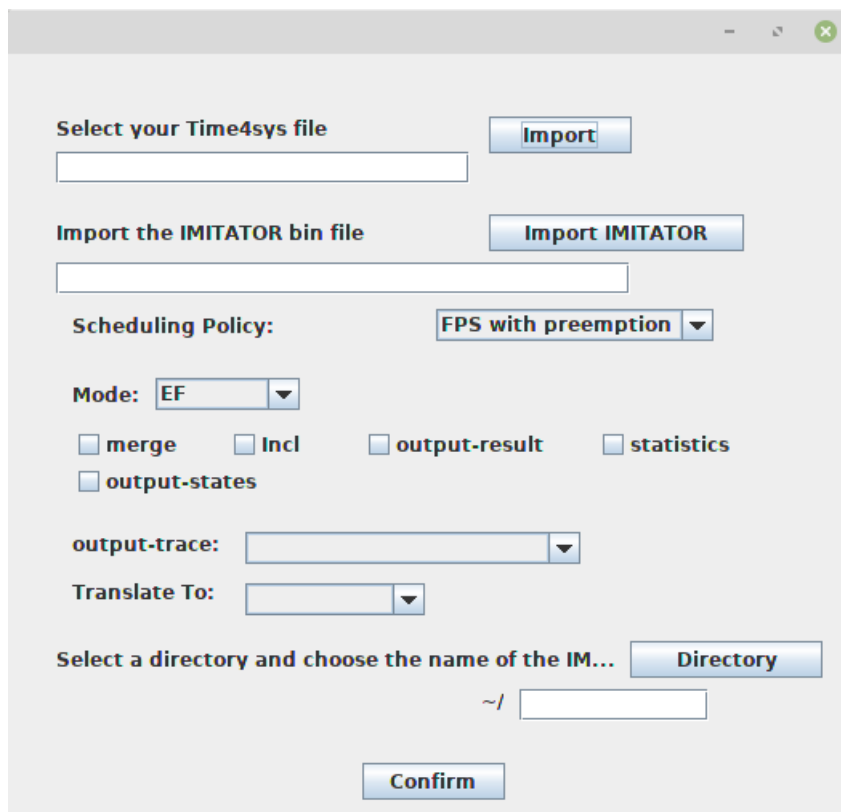 Select your Time4sys file
Import
Import the IMITATOR bin file
Import IMITATOR
Scheduling Policy:
FPS with preemption
Mode:
EF
merge
Incl
output-result
statistics
output-states
output-trace:
Translate To:
Select a directory and choose the name of the IM...
Directory
~/
Confirm